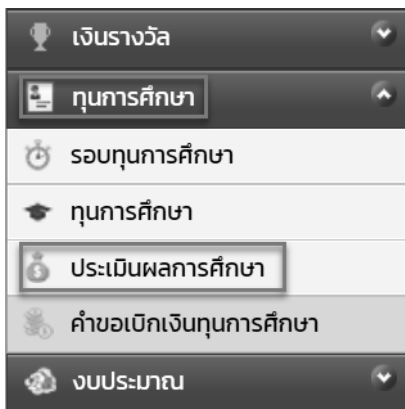 เงินรางวัล
ทุนการศึกษา
รอบทุนการศึกษา
ทุนการศึกษา
ประเมินผลการศึกษา
คำขอเบิกเงินทุนการศึกษา
งบประมาณ